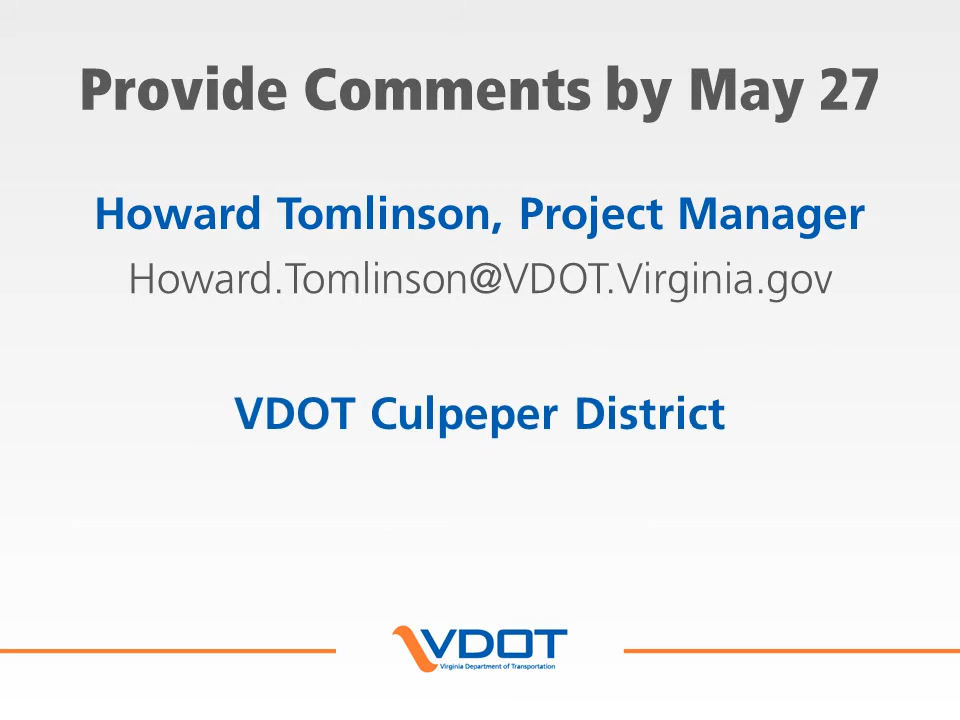 Provide Comments by May 27
Howard Tomlinson, Project Manager
Howard.Tomlinson@VDOT.Virginia.gov
VDOT Culpeper District
VDOT
Virginia Department of Transportation